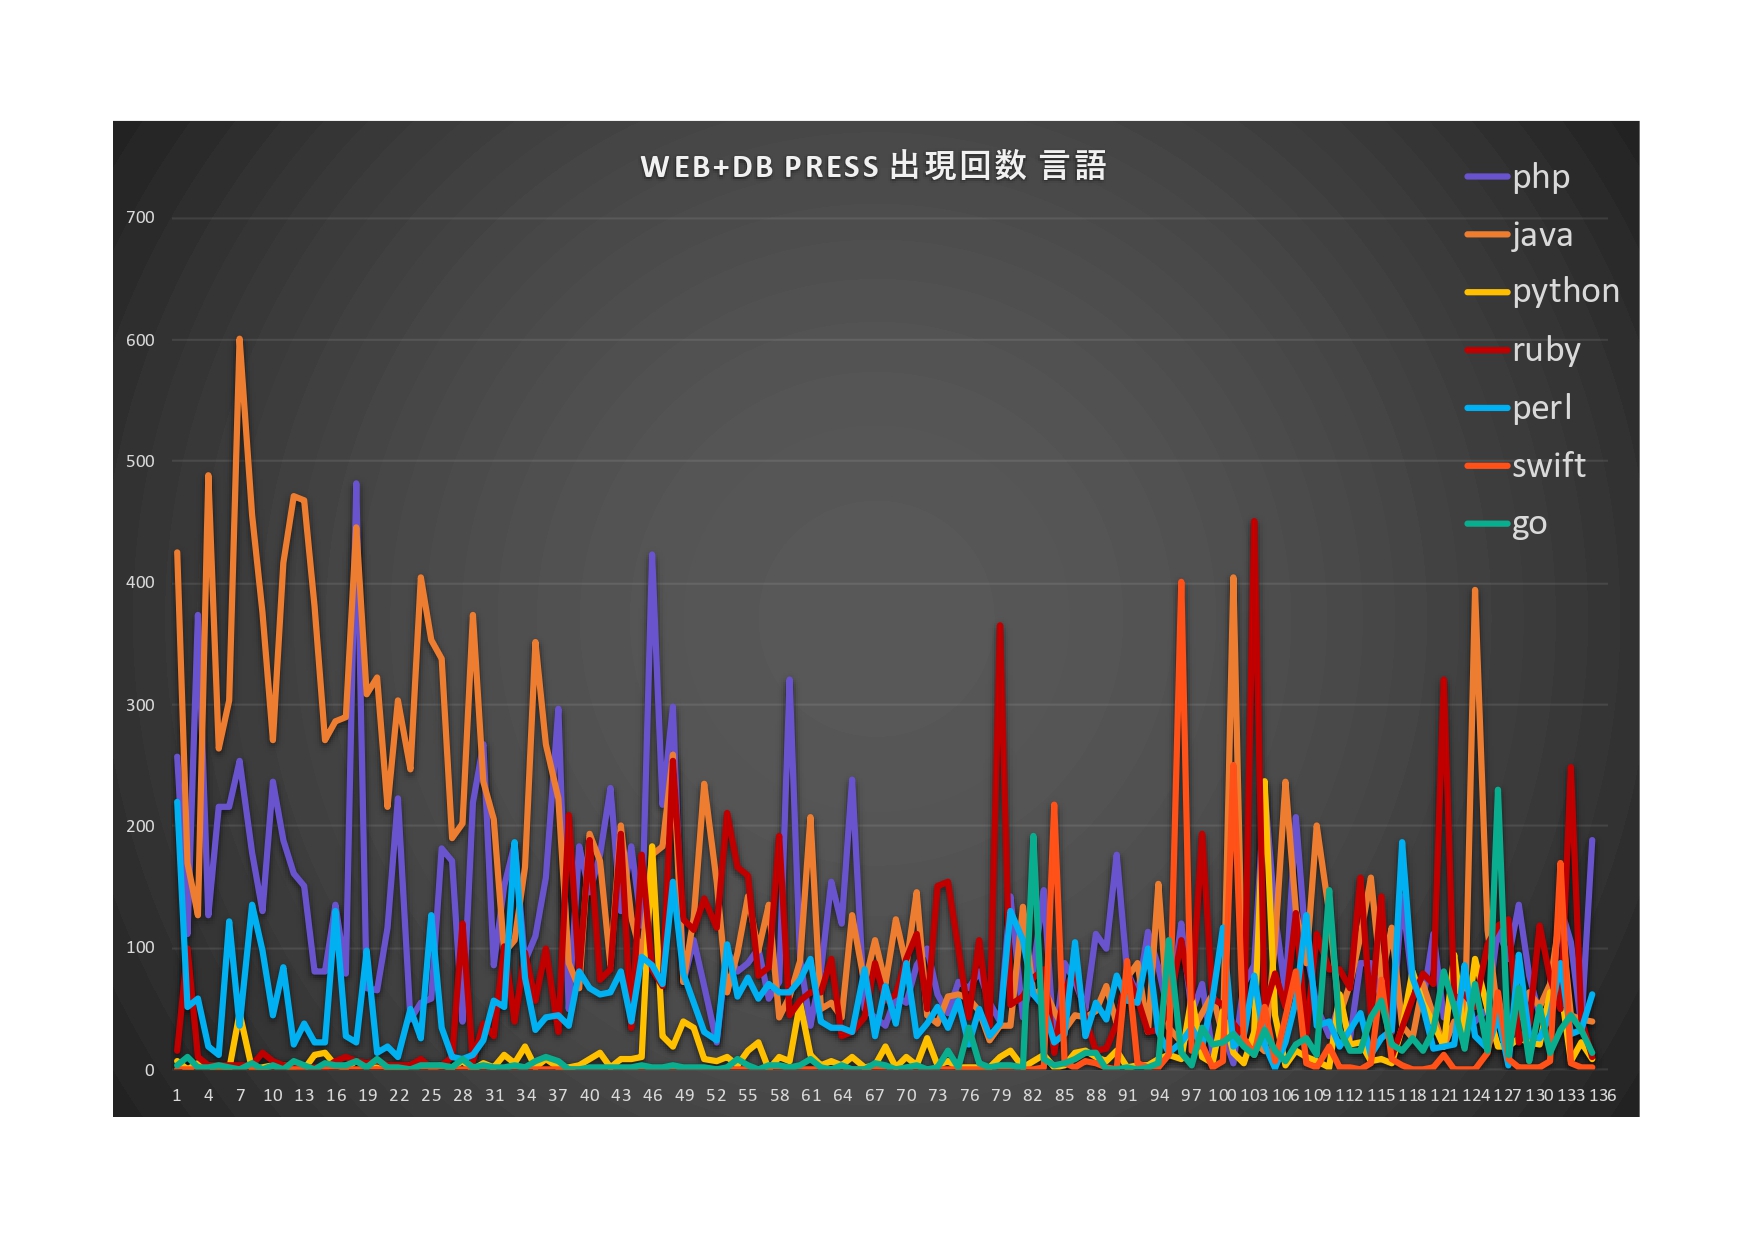 WEB+DB PRESS 出現回数 言語
php
java
python
ruby
perl
swift
go
700
600
500
400
300
200
100
0
1 4 7 10 13 16 19 22 25 28 31 34 37 40 43 46 49 52 55 58 61 64 67 70 73 76 79 82 85 88 91 94 97 100 103 106 109 112 115 118 121 124 127 130 133 136